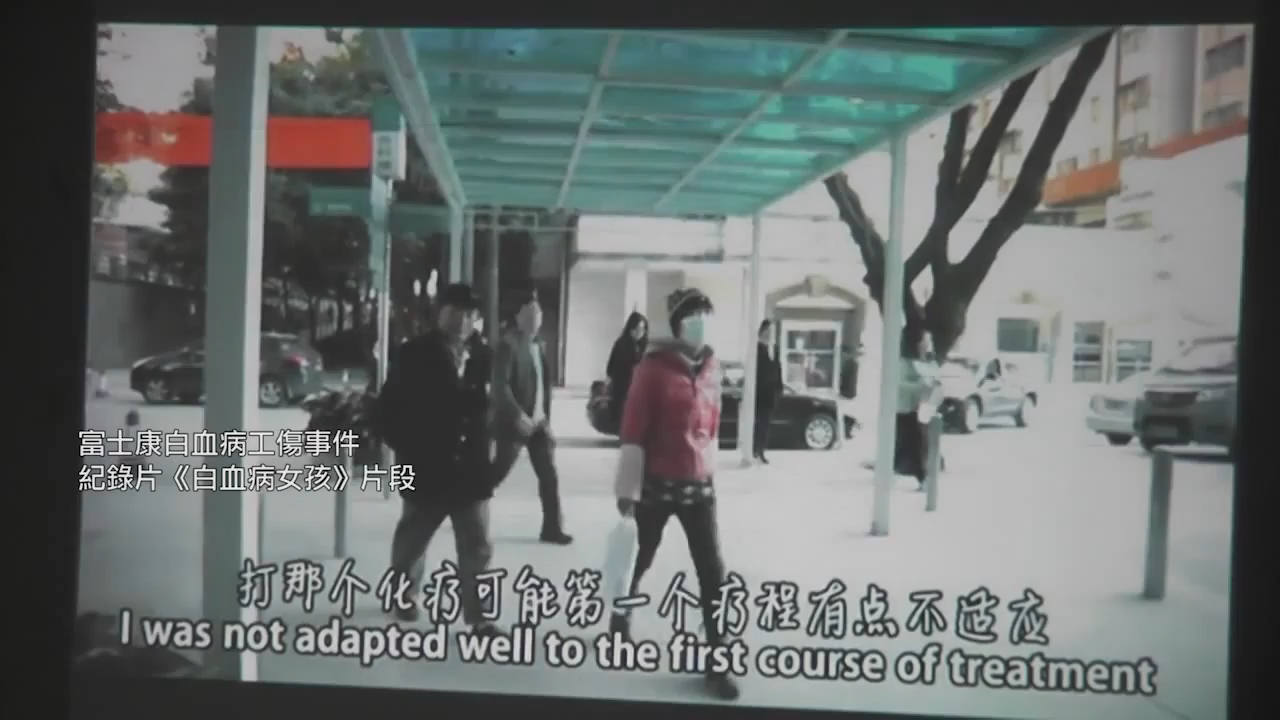 富士康白血病工傷事件
紀錄片《白血病女孩》片段
打那个化疗可能第一个疗程有点不适应
I was not adapted well to the first course of treatment